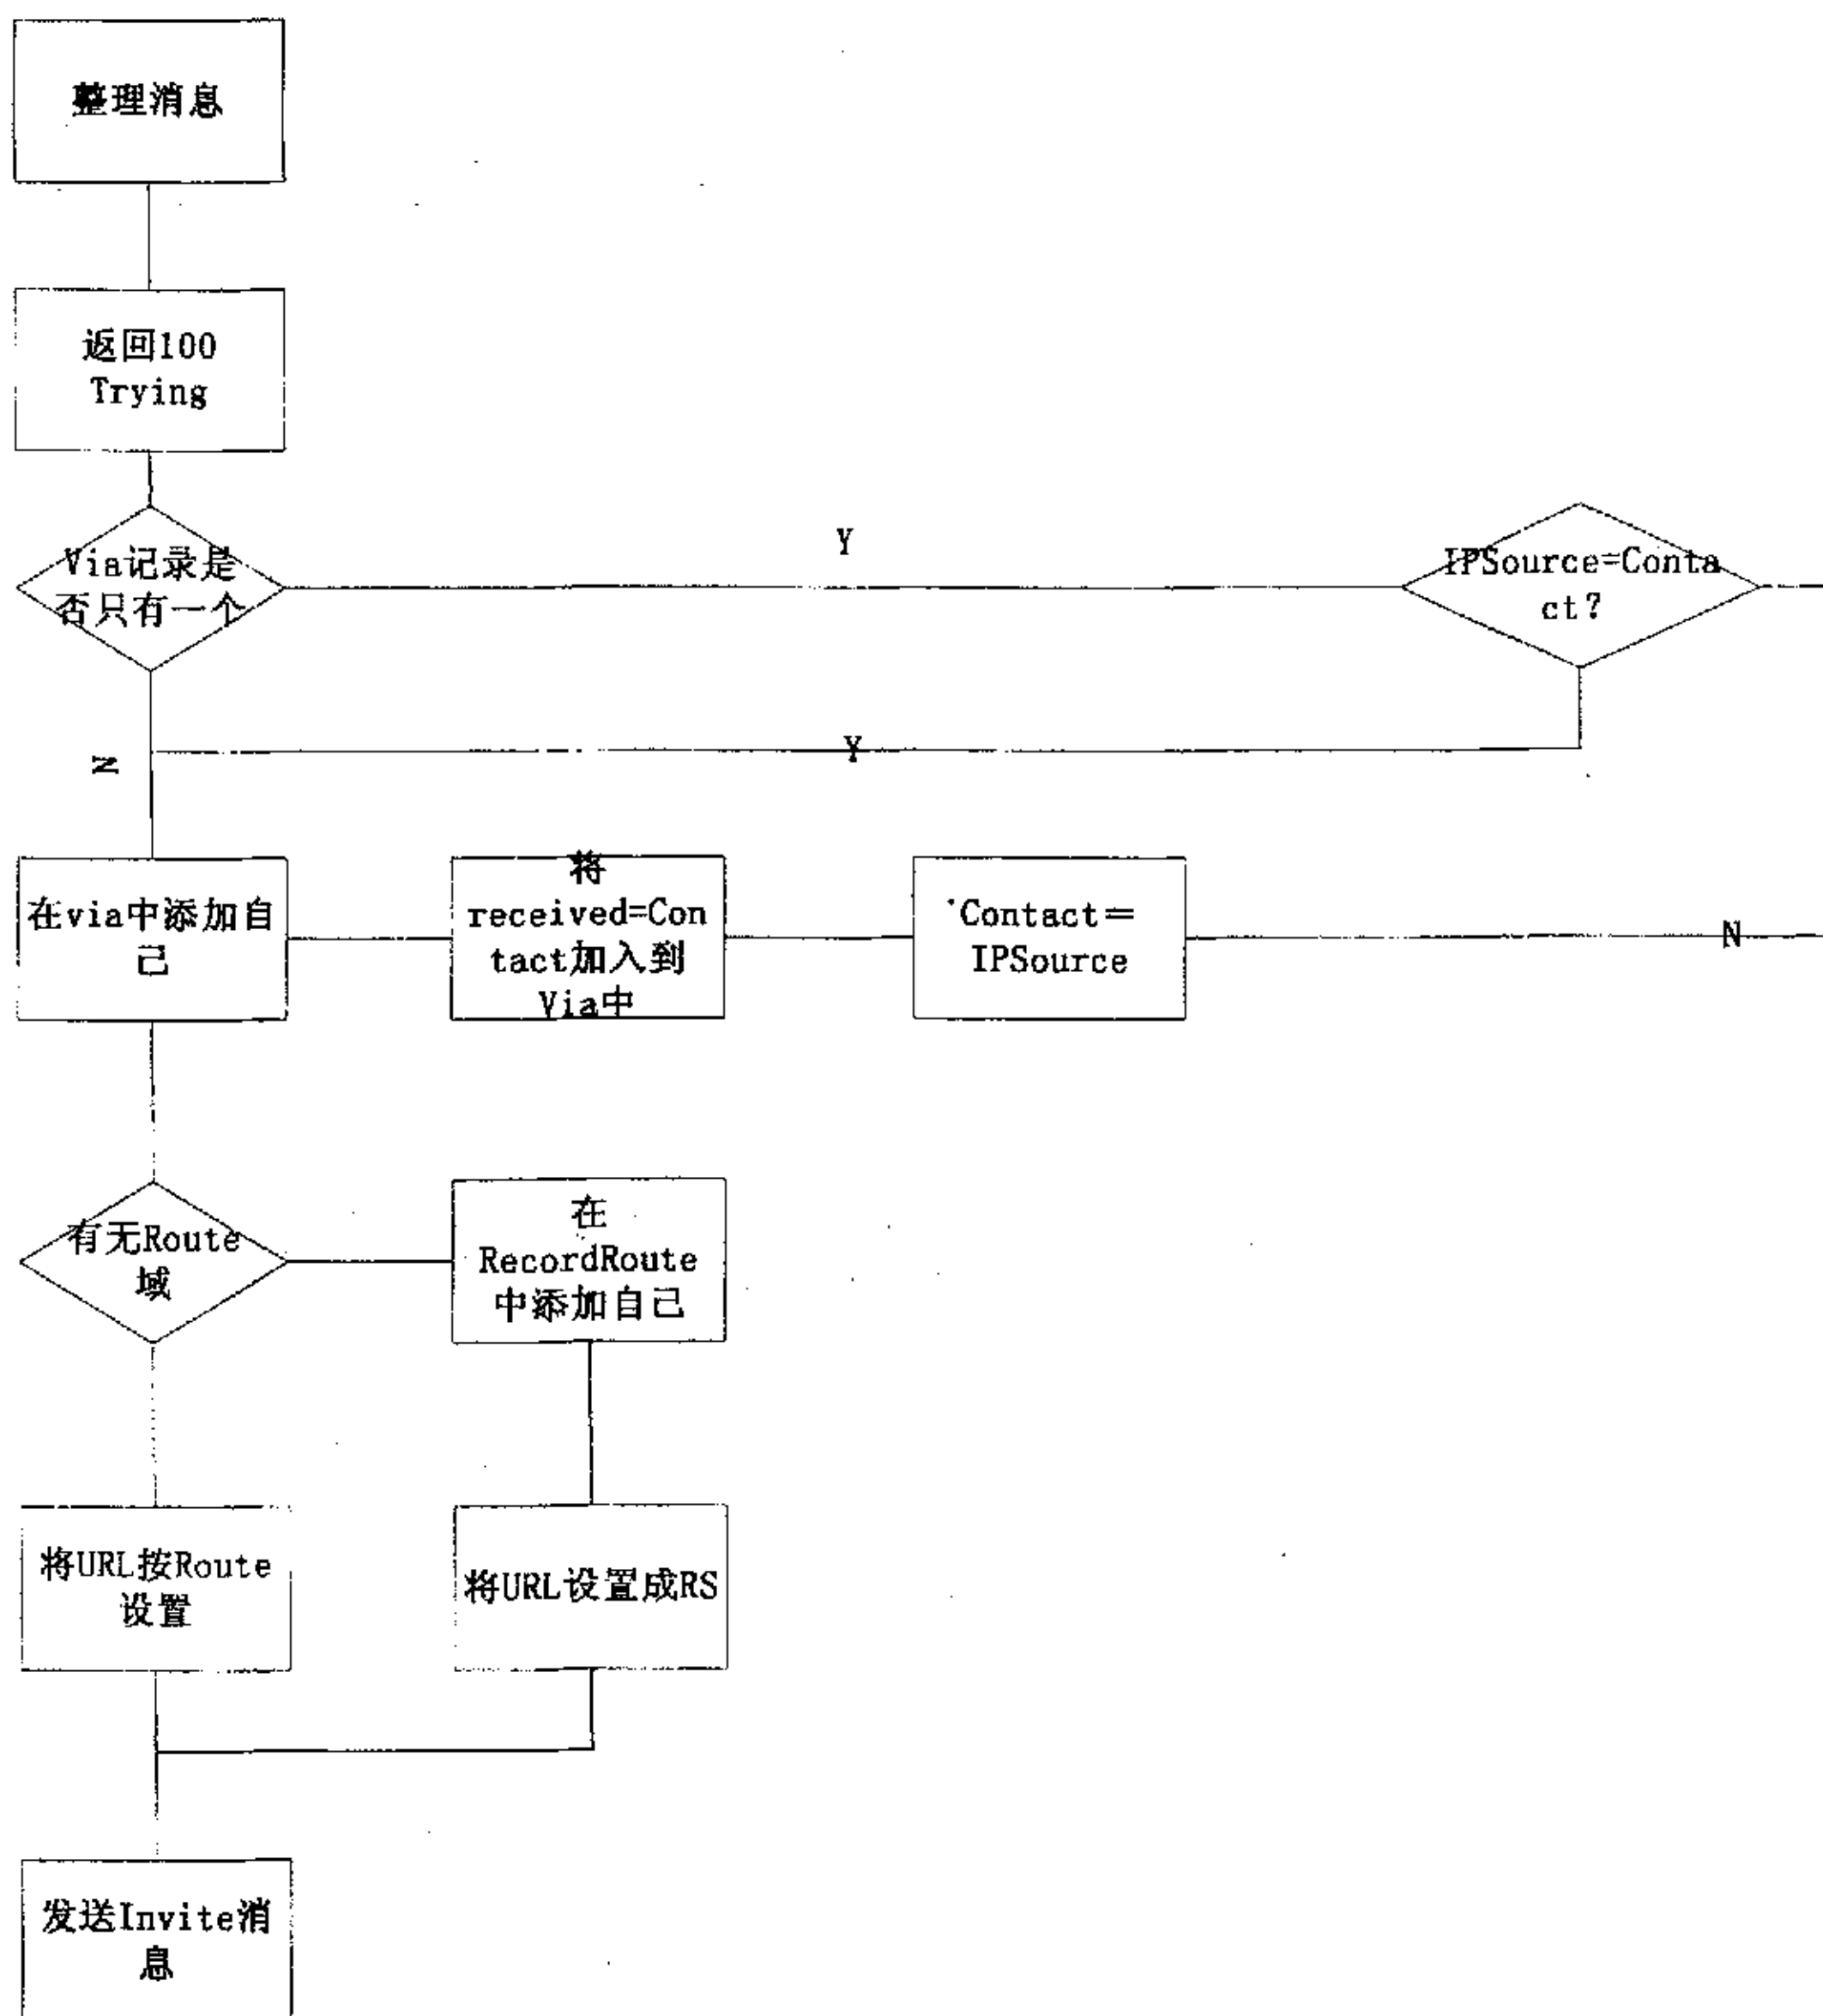 整理消息
返回100
Trying
Via记录是
否只有一个
Y
IPSource=Conta
ct?
N
Y
在via中添加自
己
将
received=Con
tact加入到
Via中
Contact=
IPSource
N
有无Route
域
在
RecordRoute
中添加自己
将URL按Route
设置
将URL设置成RS
发送Invite消
息